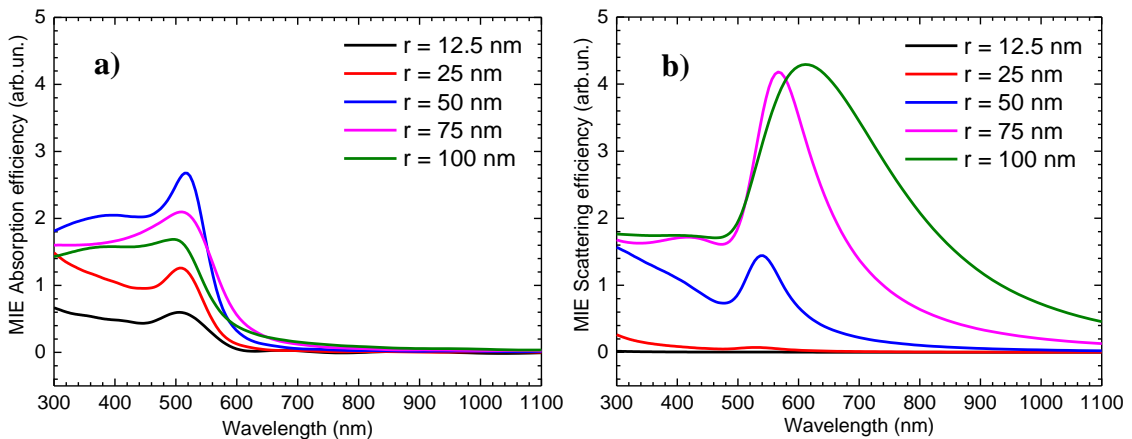 a)
MIE Absorption efficiency (arb.un.)
5
4
3
2
1
0
r = 12.5 nm
r = 25 nm
r = 50 nm
r = 75 nm
r = 100 nm
300 400 500 600 700 800 900 1000 1100
Wavelength (nm)
b)
MIE Scattering efficiency (arb.un.)
5
4
3
2
1
0
r = 12.5 nm
r = 25 nm
r = 50 nm
r = 75 nm
r = 100 nm
300 400 500 600 700 800 900 1000 1100
Wavelength (nm)